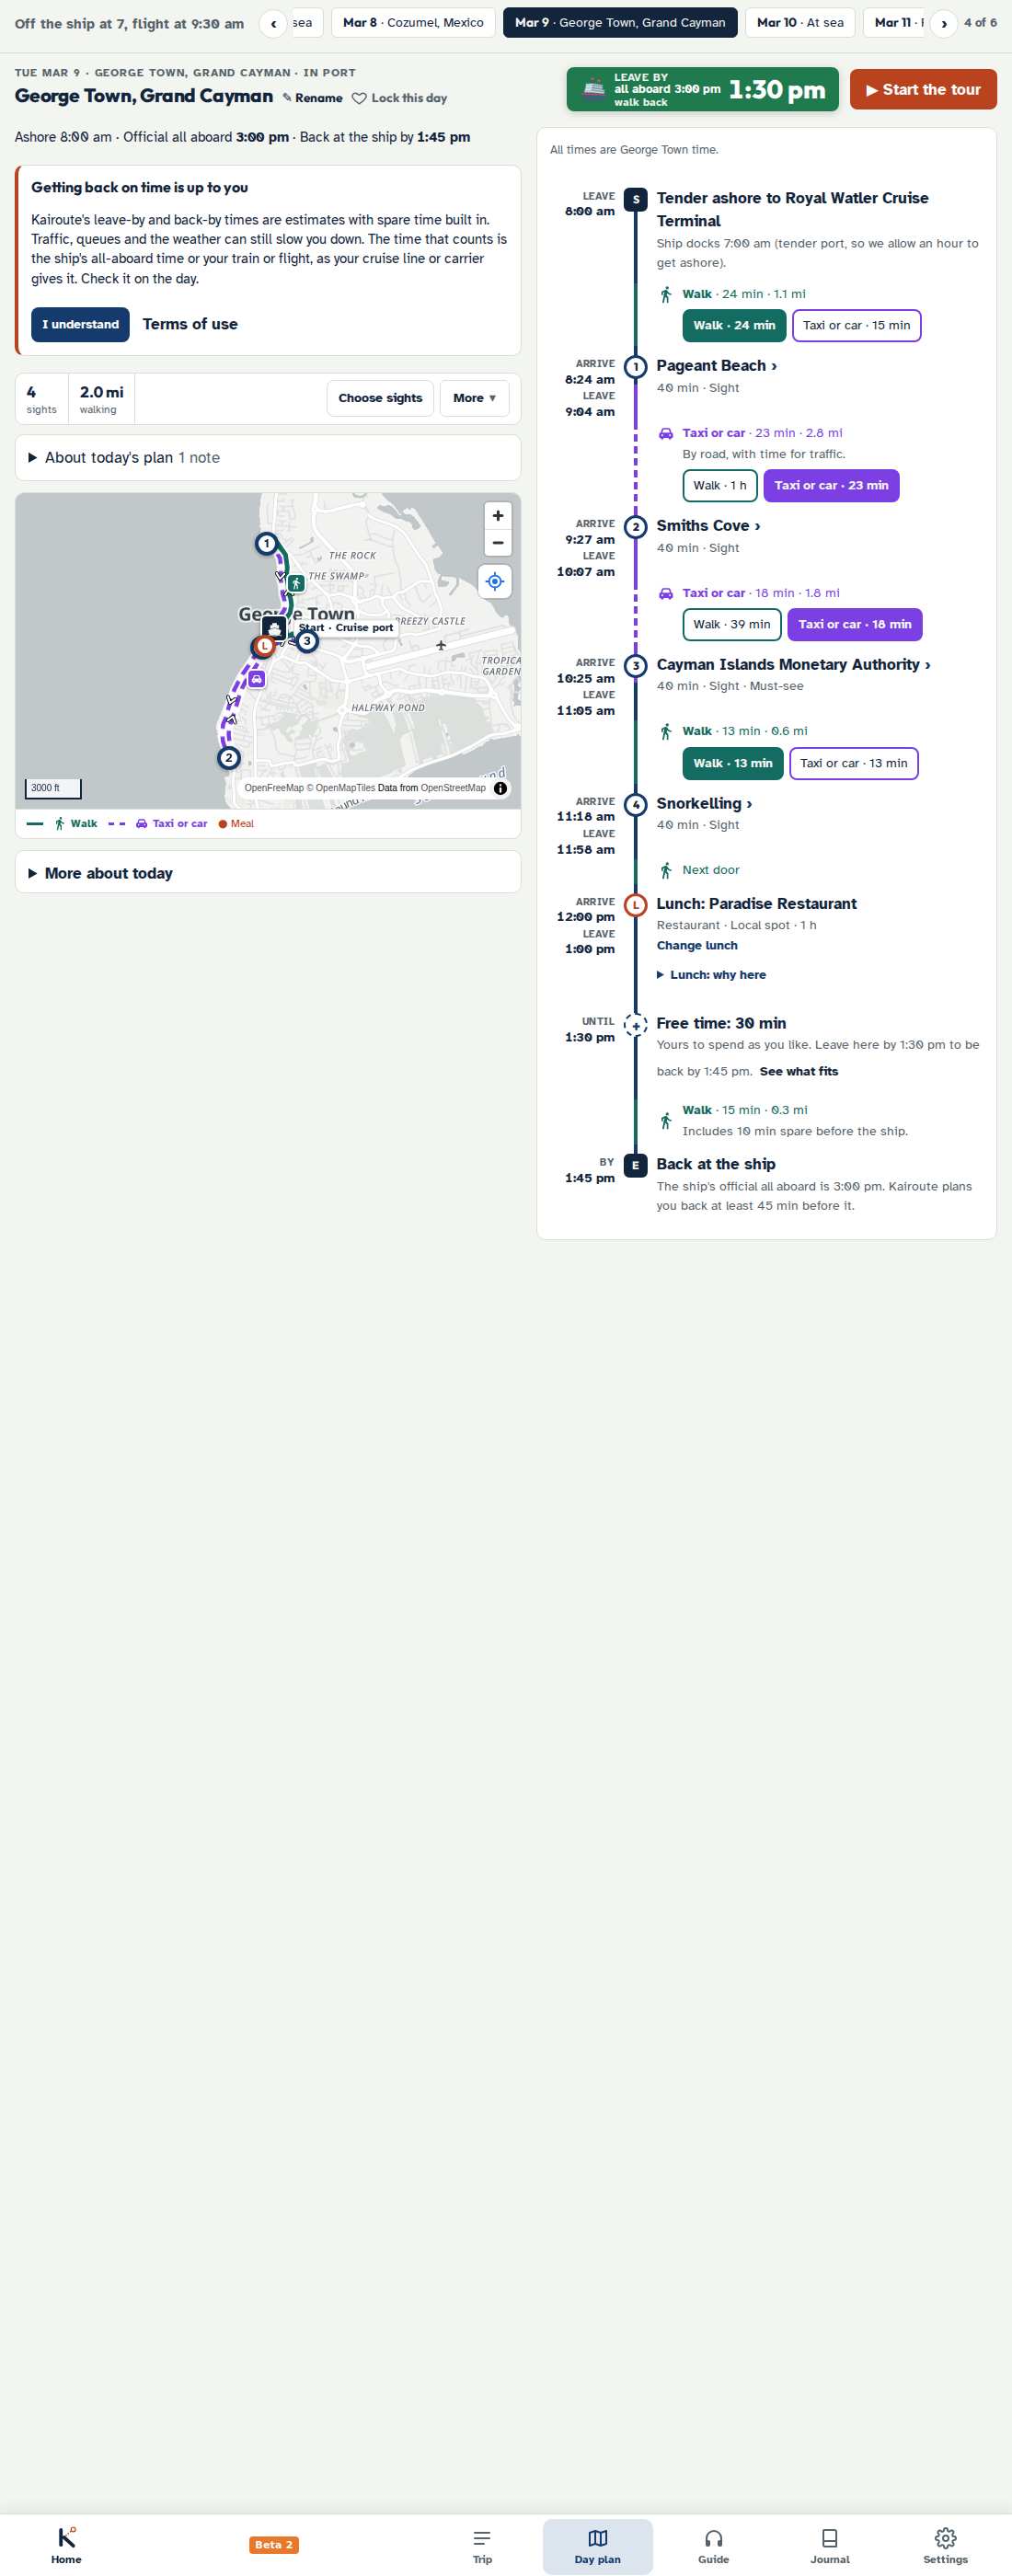 Off the ship at 7, flight at 9:30 am
‹
sea
Mar 8 · Cozumel, Mexico
Mar 9 · George Town, Grand Cayman
Mar 10 · At sea
Mar 11 ·
›
4 of 6
TUE MAR 9 · GEORGE TOWN, GRAND CAYMAN · IN PORT
George Town, Grand Cayman
✎ Rename
Lock this day
LEAVE BY
all aboard 3:00 pm
walk back
1:30 pm
▶ Start the tour
Ashore 8:00 am · Official all aboard 3:00 pm · Back at the ship by 1:45 pm
Getting back on time is up to you
Kairoute's leave-by and back-by times are estimates with spare time built in.
Traffic, queues and the weather can still slow you down. The time that counts is
the ship's all-aboard time or your train or flight, as your cruise line or carrier
gives it. Check it on the day.
I understand
Terms of use
4
sights
2.0 mi
walking
Choose sights
More ▾
▶ About today's plan 1 note
1
THE ROCK
THE SWAMP
George Town
BREEZY CASTLE
Start · Cruise port
3
L
TROPICA
GARDEN
HALFWAY POND
2
+
−
3000 ft
OpenFreeMap © OpenMapTiles Data from OpenStreetMap
Walk
Taxi or car
Meal
▶ More about today
All times are George Town time.
LEAVE
8:00 am
S
Tender ashore to Royal Watler Cruise
Terminal
Ship docks 7:00 am (tender port, so we allow an hour to
get ashore).
Walk · 24 min · 1.1 mi
Walk · 24 min
Taxi or car · 15 min
ARRIVE
8:24 am
LEAVE
9:04 am
1
Pageant Beach ›
40 min · Sight
Taxi or car · 23 min · 2.8 mi
By road, with time for traffic.
Walk · 1 h
Taxi or car · 23 min
ARRIVE
9:27 am
LEAVE
10:07 am
2
Smiths Cove ›
40 min · Sight
Taxi or car · 18 min · 1.8 mi
Walk · 39 min
Taxi or car · 18 min
ARRIVE
10:25 am
LEAVE
11:05 am
3
Cayman Islands Monetary Authority ›
40 min · Sight · Must-see
Walk · 13 min · 0.6 mi
Walk · 13 min
Taxi or car · 13 min
ARRIVE
11:18 am
LEAVE
11:58 am
4
Snorkelling ›
40 min · Sight
Next door
ARRIVE
12:00 pm
LEAVE
1:00 pm
L
Lunch: Paradise Restaurant
Restaurant · Local spot · 1 h
Change lunch
▶ Lunch: why here
UNTIL
1:30 pm
+
Free time: 30 min
Yours to spend as you like. Leave here by 1:30 pm to be
back by 1:45 pm. See what fits
Walk · 15 min · 0.3 mi
Includes 10 min spare before the ship.
BY
1:45 pm
E
Back at the ship
The ship's official all aboard is 3:00 pm. Kairoute plans
you back at least 45 min before it.
Home
Beta 2
Trip
Day plan
Guide
Journal
Settings